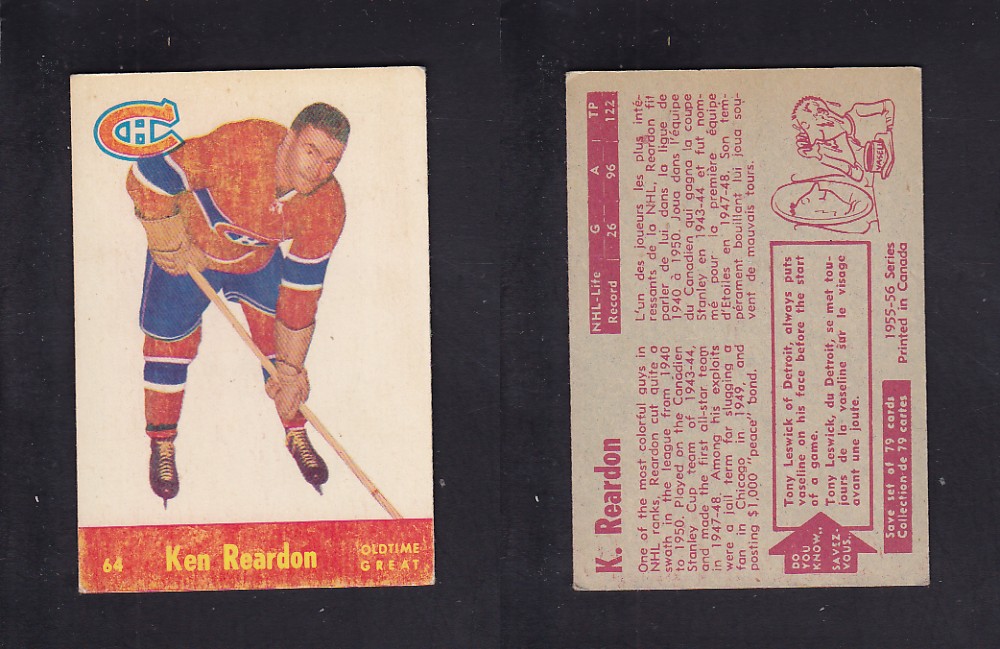 64
Ken Reardon
OLDTIME
GREAT
K. Reardon
One of the most colorful guys in
NHL ranks, Reardon cut quite a
swath in the league from 1940
to 1950. Played on the Canadien
Stanley Cup team of 1943-44,
and made the first all-star team
in 1947-48. Among his exploits
were a jail term for slugging a
fan in Chicago in 1949, and
posting $1,000 "peace" bond.
NHL-Life G A TP
Record 26 96 122
L'un des joueurs les plus inté-
ressants de la NHL, Reardon fit
parler de lui dans la ligue de
1940 à 1950. Joua dans l'équipe
du Canadien qui gagna la coupe
Stanley en 1943-44 et fut nom-
mé pour la première équipe
d'Etoiles en 1947-48. Son tem-
pérament bouillant lui joua sou-
vent de mauvais tours.
DO
YOU
KNOW..
SAVEZ-
VOUS..
Tony Leswick of Detroit, always puts
vaseline on his face before the start
of a game.
Tony Leswick, du Detroit, se met tou-
jours de la vaseline sur le visage
avant une joute.
VASELINE
Save set of 79 cards
Collection de 79 cartes
1955-56 Series
Printed in Canada